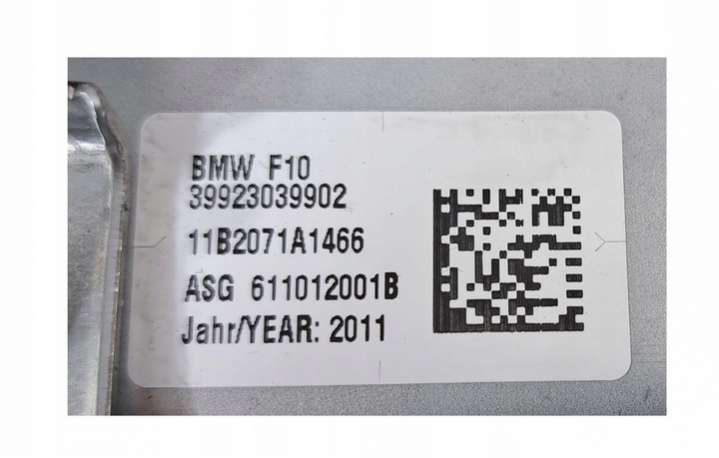 BMW F10
39923039902
11B2071A1466
ASG 611012001B
Jahr/YEAR: 2011